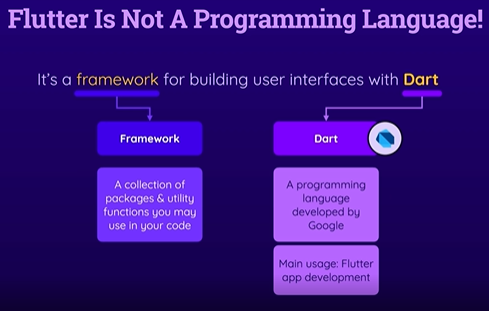 Flutter Is Not A Programming Language!
It's a framework for building user interfaces with Dart
Framework
A collection of
packages & utility
functions you may
use in your code
Dart
A programming
language
developed by
Google
Main usage: Flutter
app development